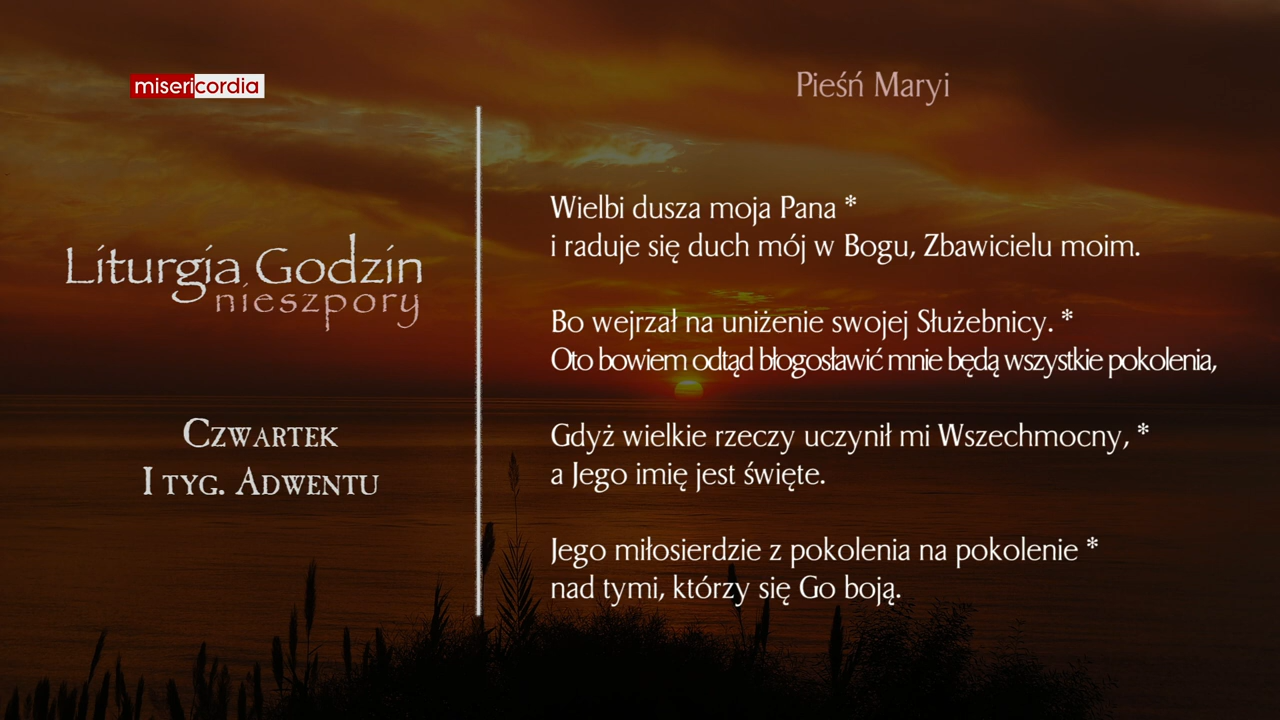 misericordia
Pieśń Maryi
Liturgia Godzin
nieszpory
Czwartek
I tyg. Adwentu
Wielbi dusza moja Pana *
i raduje się duch mój w Bogu, Zbawicielu moim.
Bo wejrzał na uniżenie swojej Służebnicy. *
Oto bowiem odtąd błogosławić mnie będą wszystkie pokolenia,
Gdyż wielkie rzeczy uczynił mi Wszechmocny, *
a Jego imię jest święte.
Jego miłosierdzie z pokolenia na pokolenie *
nad tymi, którzy się Go boją.